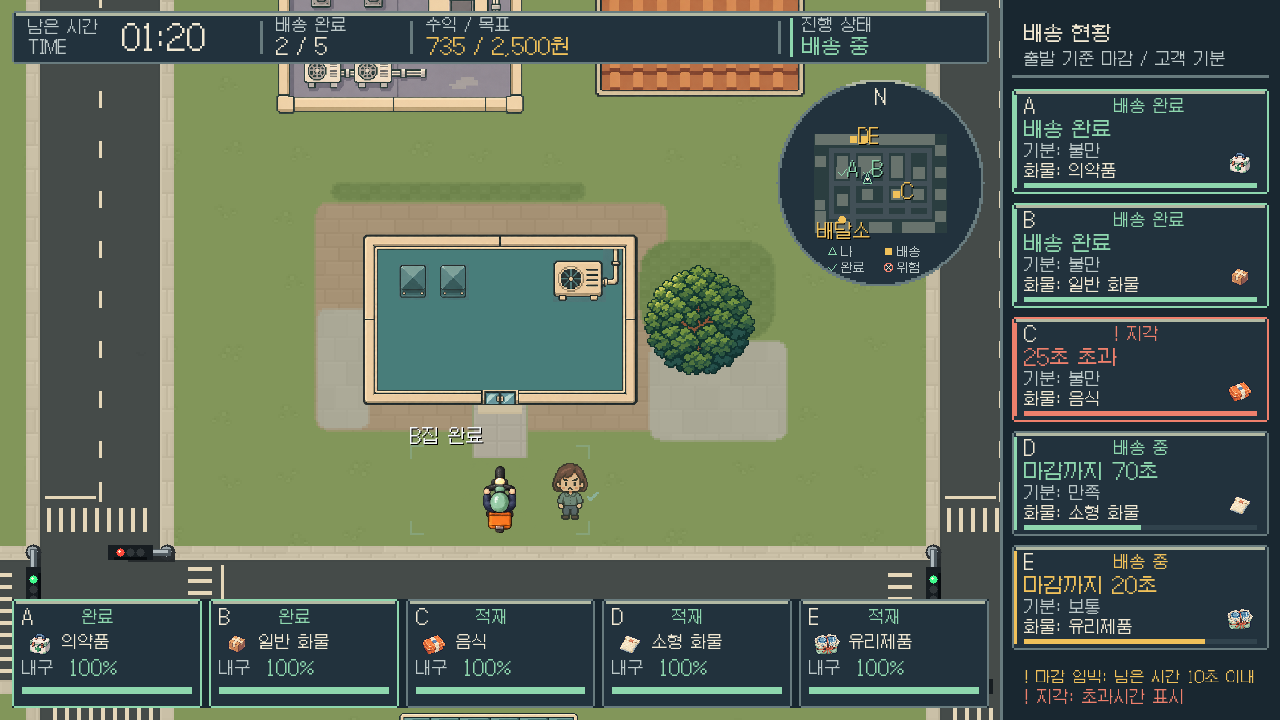 남은 시간
TIME
01:20
배송 완료
2 / 5
수익 / 목표
735 / 2,500원
진행 상태
배송 중
N
DE
A B
C
배달소
나
배송
완료
위험
B집 완료
배송 현황
출발 기준 마감 / 고객 기분
A 배송 완료
배송 완료
기분: 불만
화물: 의약품
B 배송 완료
배송 완료
기분: 불만
화물: 일반 화물
C ! 지각
25초 초과
기분: 불만
화물: 음식
D 배송 중
마감까지 70초
기분: 만족
화물: 소형 화물
E 배송 중
마감까지 20초
기분: 보통
화물: 유리제품
! 마감 임박: 남은 시간 10초 이내
! 지각: 초과시간 표시
A 완료
의약품
내구 100%
B 완료
일반 화물
내구 100%
C 적재
음식
내구 100%
D 적재
소형 화물
내구 100%
E 적재
유리제품
내구 100%